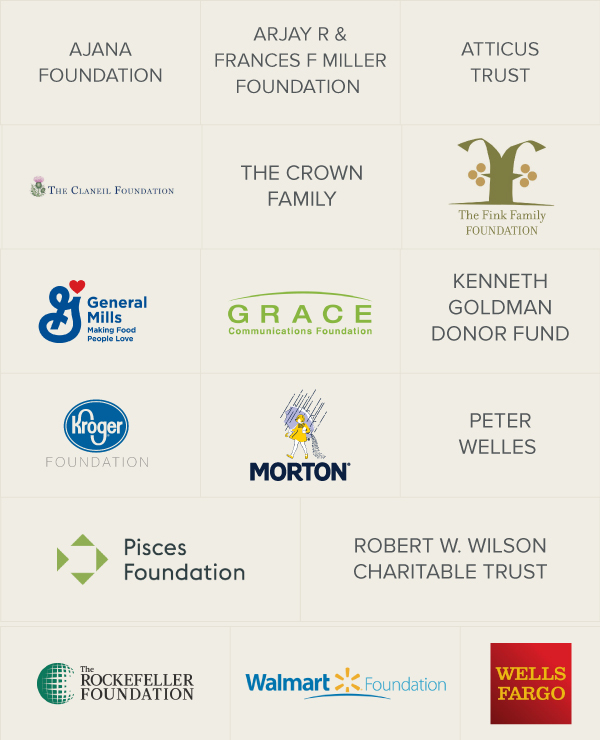 AJANA
FOUNDATION
ARJAY R &
FRANCES F MILLER
FOUNDATION
ATTICUS
TRUST
THE CLANEIL FOUNDATION
THE CROWN
FAMILY
The Fink Family
FOUNDATION
General
Mills
Making Food
People Love
GRACE
Communications Foundation
KENNETH
GOLDMAN
DONOR FUND
Kroger
FOUNDATION
MORTON®
PETER
WELLES
Pisces
Foundation
ROBERT W. WILSON
CHARITABLE TRUST
The
ROCKEFELLER
FOUNDATION
Walmart Foundation
WELLS
FARGO